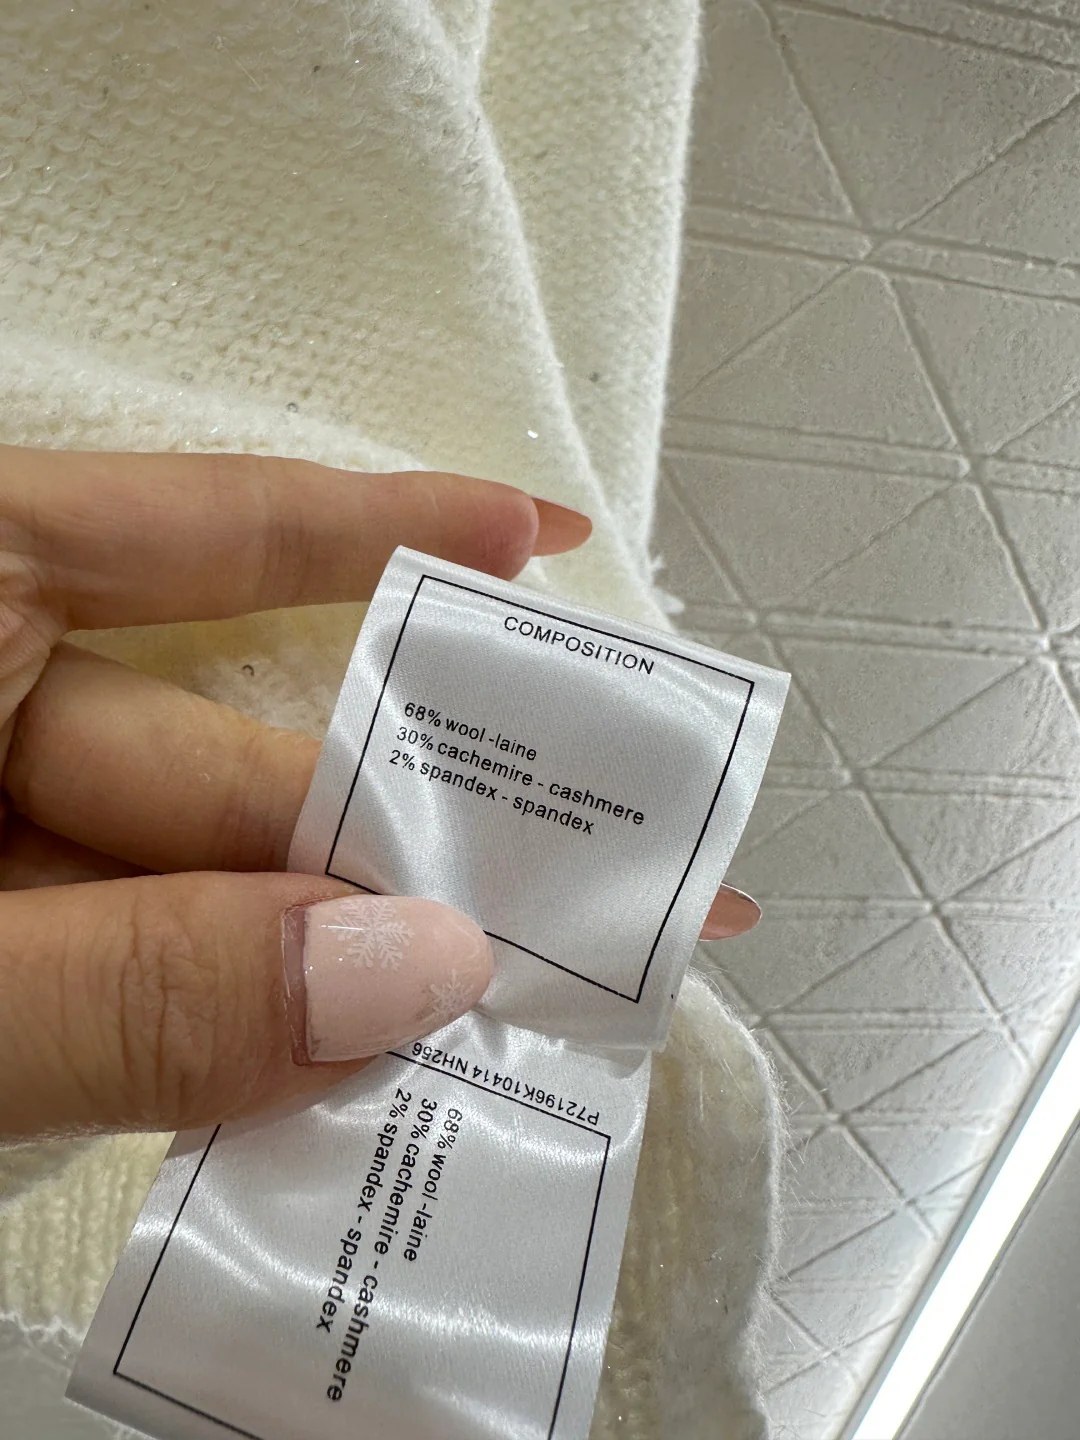 COMPOSITION
68% wool -laine
30% cachemire - cashmere
2% spandex - spandex
P72196K10414 NH256
68% wool -laine
30% cachemire - cashmere
2% spandex - spandex